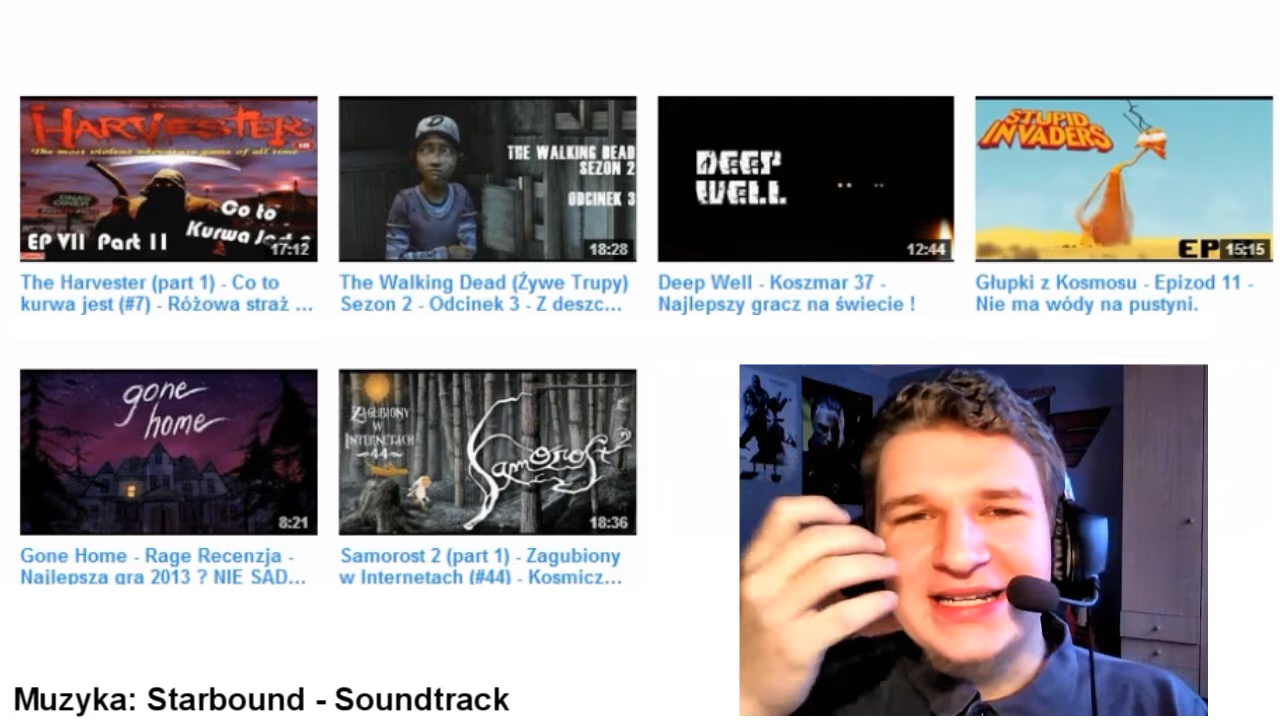 HARVESTER
The most violent adventure game of all time
Co to
Kurwa Je
EP VII Part II
17:12
The Harvester (part 1) - Co to
kurwa jest (#7) - Różowa straż ...
THE WALKING DEAD
SEZON 2
ODCINEK 3
18:28
The Walking Dead (Żywe Trupy)
Sezon 2 - Odcinek 3 - Z deszc...
DEEP
WELL
12:44
Deep Well - Koszmar 37 -
Najlepszy gracz na świecie !
STUPID
INVADERS
EP
15:15
Głupki z Kosmosu - Epizod 11 -
Nie ma wódy na pustyni.
gone
home
8:21
Gone Home - Rage Recenzja -
Najlepsza gra 2013 ? NIE SĄD...
ZAGUBIONY
W
INTERNETACH
~44~
Samorost 2
18:36
Samorost 2 (part 1) - Zagubiony
w Internetach (#44) - Kosmicz...
Muzyka: Starbound - Soundtrack